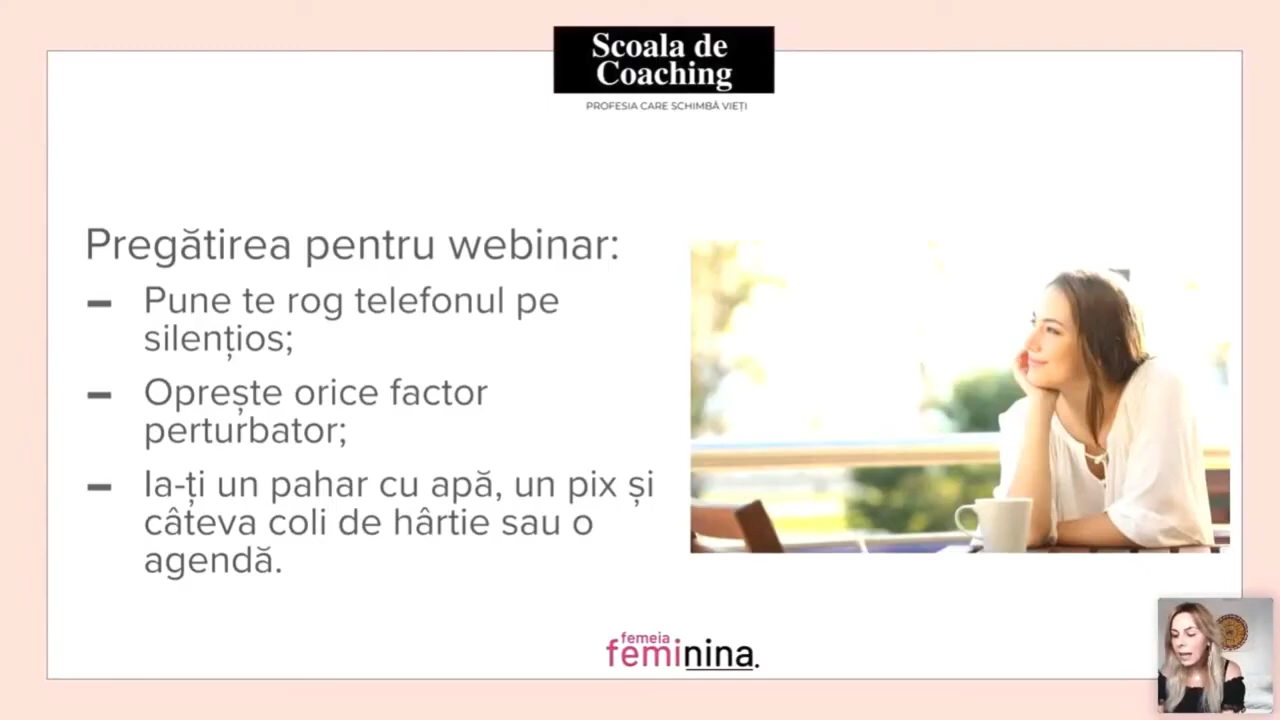 Scoala de
Coaching
PROFESIA CARE SCHIMBĂ VIEȚI
Pregătirea pentru webinar:
– Pune te rog telefonul pe
silențios;
– Oprește orice factor
perturbator;
– Ia-ți un pahar cu apă, un pix și
câteva coli de hârtie sau o
agendă.
femeia
feminina.